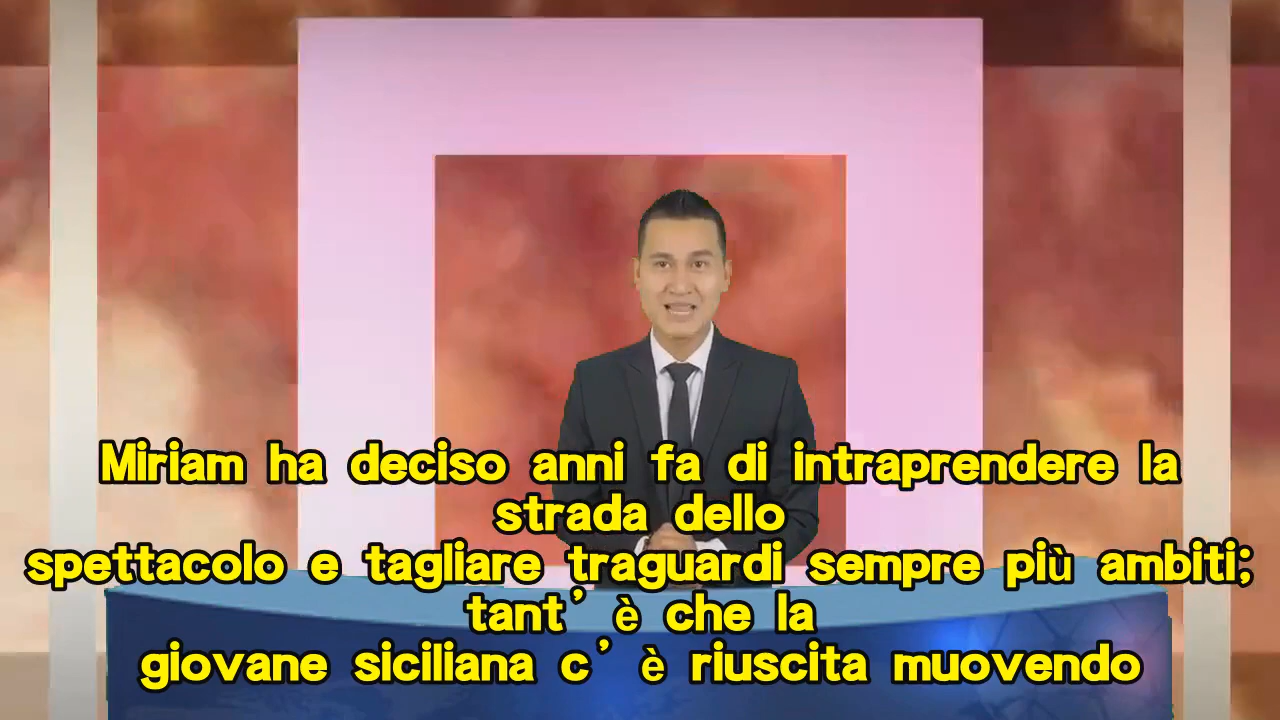 Miriam ha deciso anni fa di intraprendere la
strada dello
spettacolo e tagliare traguardi sempre più ambiti;
tant’è che la
giovane siciliana c’è riuscita muovendo